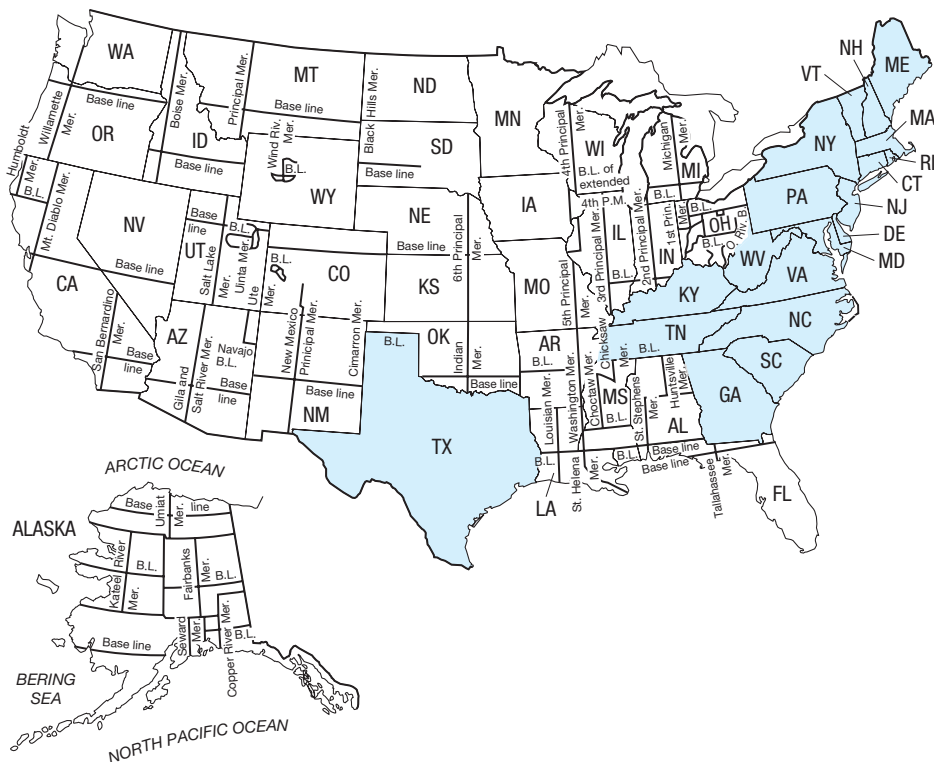 WA
MT
ND
MN
OR
ID
SD
WI
MI
NY
VT
NH
ME
MA
RI
CT
NJ
DE
MD
PA
WY
NV
UT
CO
NE
IA
IL
IN
OH
WV
VA
KY
NC
TN
SC
GA
CA
AZ
NM
KS
OK
MO
AR
MS
AL
TX
LA
FL
Humboldt
Mer.
B.L.
Willamette
Mer.
Base line
Mt. Diablo Mer.
Boise Mer.
Base line
Principal Mer.
Base line
Wind Riv.
Mer.
B.L.
Black
Hills Mer.
Base line
4th Principal
Mer.
B.L. of
extended
4th P.M.
Michigan
Mer.
B.L.
B.L.
1st Prin.
Mer.
B.L.
O. Riv. B.
2nd Principal Mer.
3rd Principal Mer.
B.L.
San Bernardino
Mer.
Base
line
Base
line
Salt Lake
Mer.
B.L.
Uinta Mer.
Ute
Mer.
B.L.
Navajo
B.L.
Gila and
Salt River Mer.
Base
line
New Mexico
Prinicipal Mer.
Cimarron Mer.
Base line
Base line
6th Principal
Mer.
B.L.
Indian
Mer.
Base line
5th Principal
Mer.
B.L.
Chicksaw
Mer.
B.L.
Louisian Mer.
Washington Mer.
Choctaw Mer.
B.L.
St. Stephens
Mer.
Huntsville
Mer.
B.L.
St. Helena
Mer.
B.L.
Base line
Base line
Tallahassee
Mer.
ARCTIC OCEAN
ALASKA
Base
line
Umiat
Mer.
Kateel
River
Mer.
B.L.
Fairbanks
Mer.
B.L.
Base line
Seward
Mer.
Copper River Mer.
B.L.
BERING
SEA
NORTH PACIFIC OCEAN